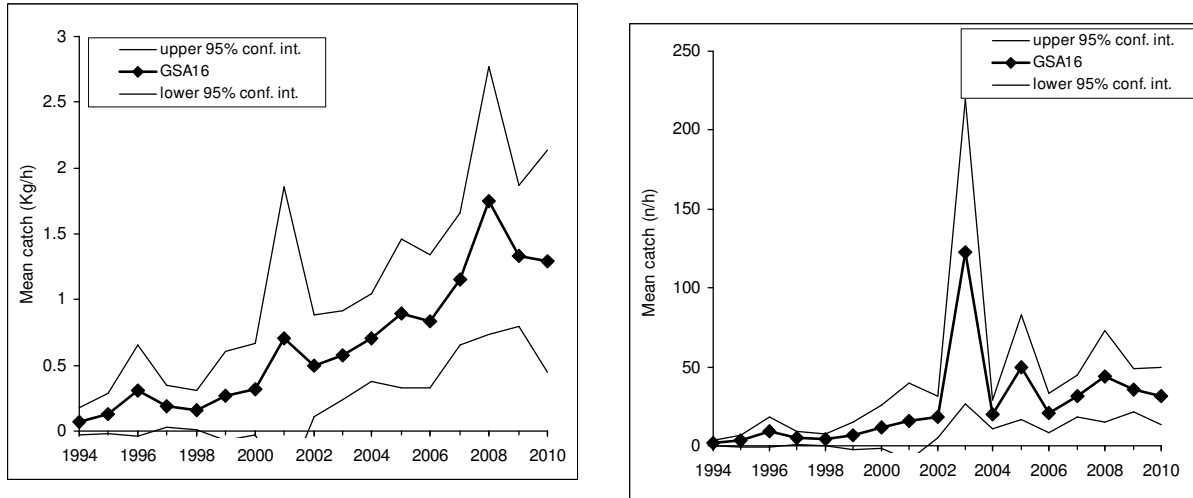 3
2.5
2
1.5
1
0.5
0
Mean catch (Kg/h)
upper 95% conf. int.
GSA16
lower 95% conf. int.
1994 1996 1998 2000 2002 2004 2006 2008 2010
250
200
150
100
50
0
Mean catch (n/h)
upper 95% conf. int.
GSA16
lower 95% conf. int.
1994 1996 1998 2000 2002 2004 2006 2008 2010